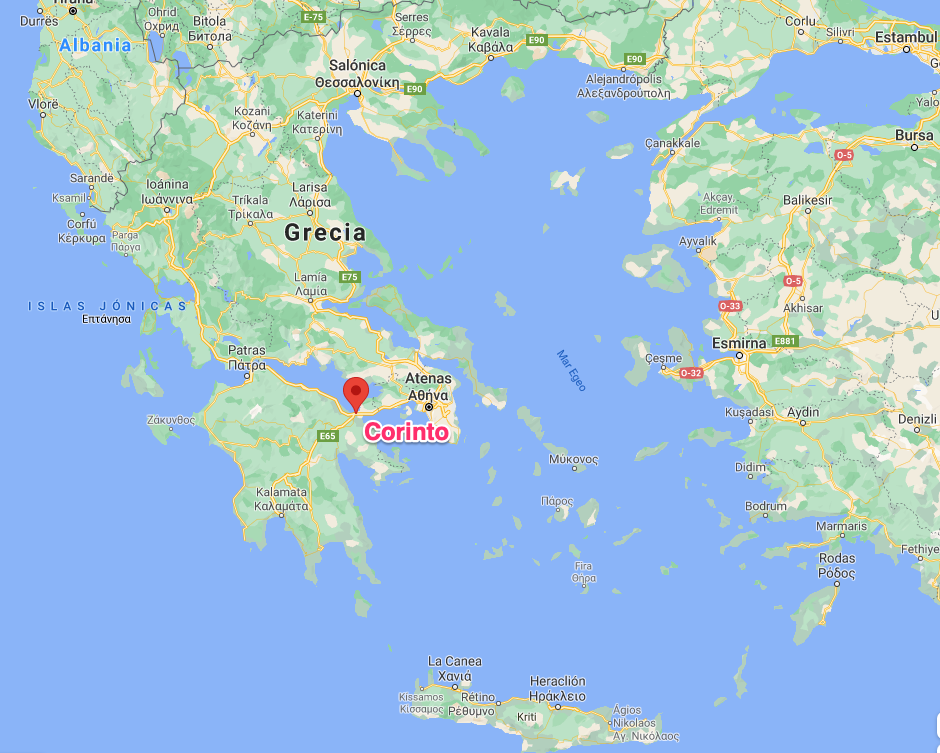 Tirana
Durrës
Ohrid
Охрид
Bitola
Битола
E-75
Serres
Σέρρες
Kavala
Καβάλα
E90
Corlu
Silivri
Estambul
Albania
Salónica
Θεσσαλονίκη
E90
E90
Alejandrópolis
Αλεξανδρούπολη
Vlorë
Kozani
Κοζάνη
Katerini
Κατερίνη
Çanakkale
Yalo
Bursa
O-5
Sarandë
Ksamil
Ioánina
Ιωάννινα
Larisa
Λάρισα
Tríkala
Τρίκαλα
Corfú
Κέρκυρα
Parga
Πάργα
Grecia
Akçay,
Edremit
Balikesir
Ayvalik
Lamía
Λαμία
E75
O-5
ISLAS JÓNICAS
Επτάνησα
O-33
Akhisar
U
Patras
Πάτρα
Mar Egeo
Esmirna
E881
Çeşme
O-32
Atenas
Αθήνα
Ζάκυνθος
E65
Corinto
Kuşadasi
Aydin
Denizli
Μύκονος
Didim
Kalamata
Καλαμάτα
Πάρος
Bodrum
Marmaris
Fethiye
Fira
Θήρα
Rodas
Ρόδος
La Canea
Χανιά
Kissamos
Κίσσαμος
Rétino
Ρέθυμνο
Heraclión
Ηράκλειο
Kriti
Ágios
Nikolaos
Αγ. Νικόλαος